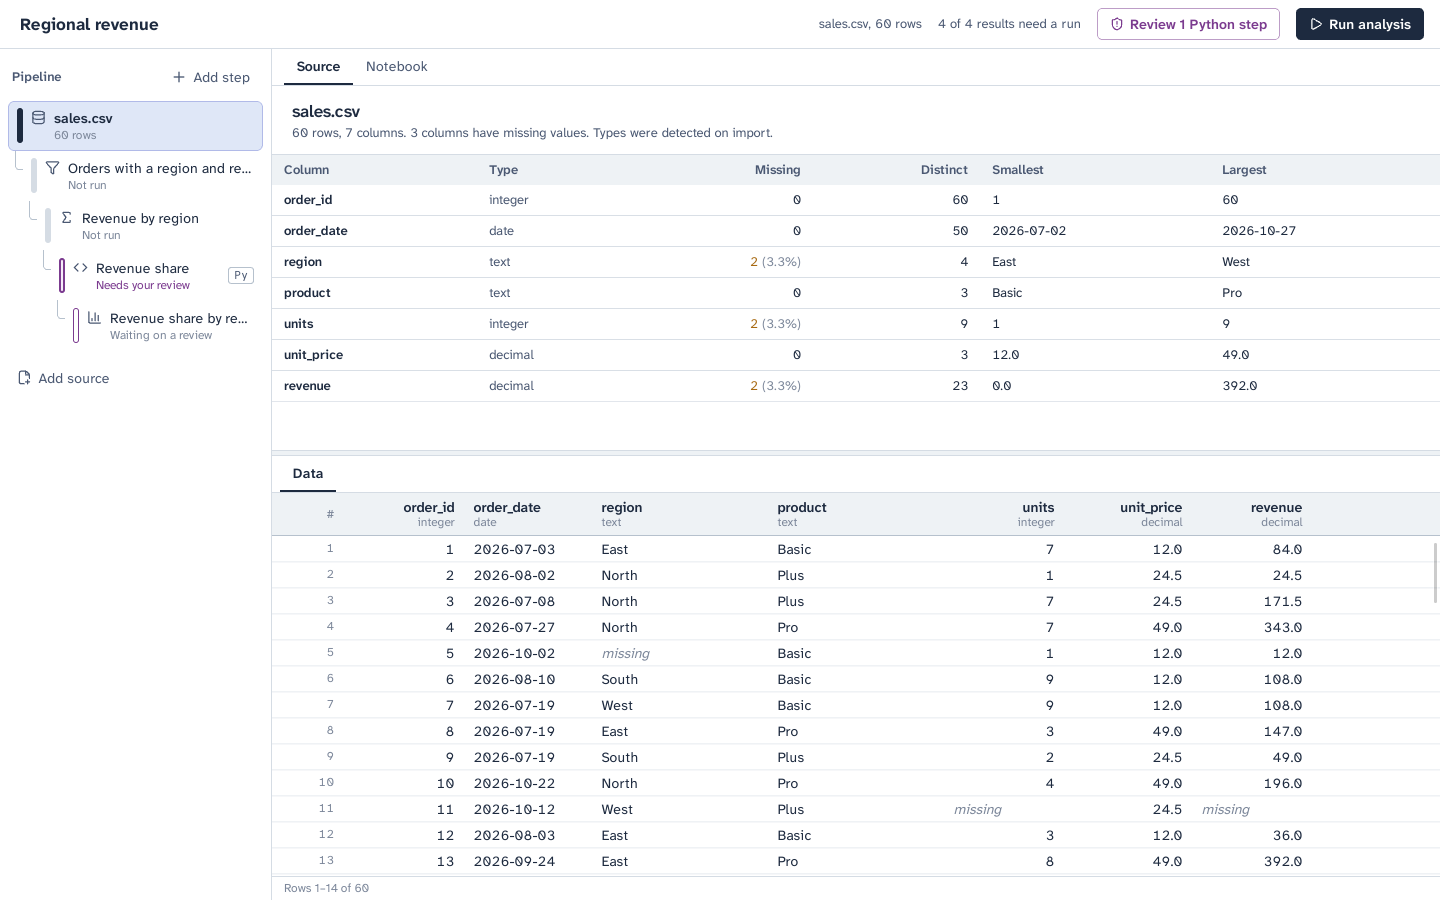 Regional revenue
sales.csv, 60 rows
4 of 4 results need a run
Review 1 Python step
Run analysis
Pipeline
Add step
sales.csv
60 rows
Orders with a region and re...
Not run
Revenue by region
Not run
Revenue share
Needs your review
Py
Revenue share by re...
Waiting on a review
Add source
Source Notebook
sales.csv
60 rows, 7 columns. 3 columns have missing values. Types were detected on import.
Column Type Missing Distinct Smallest Largest
order_id integer 0 60 1 60
order_date date 0 50 2026-07-02 2026-10-27
region text 2 (3.3%) 4 East West
product text 0 3 Basic Pro
units integer 2 (3.3%) 9 1 9
unit_price decimal 0 3 12.0 49.0
revenue decimal 2 (3.3%) 23 0.0 392.0
Data
# order_id order_date region product units unit_price revenue
integer date text text integer decimal decimal
1 1 2026-07-03 East Basic 7 12.0 84.0
2 2 2026-08-02 North Plus 1 24.5 24.5
3 3 2026-07-08 North Plus 7 24.5 171.5
4 4 2026-07-27 North Pro 7 49.0 343.0
5 5 2026-10-02 missing Basic 1 12.0 12.0
6 6 2026-08-10 South Basic 9 12.0 108.0
7 7 2026-07-19 West Basic 9 12.0 108.0
8 8 2026-07-19 East Pro 3 49.0 147.0
9 9 2026-07-19 South Plus 2 24.5 49.0
10 10 2026-10-22 North Pro 4 49.0 196.0
11 11 2026-10-12 West Plus missing 24.5 missing
12 12 2026-08-03 East Basic 3 12.0 36.0
13 13 2026-09-24 East Pro 8 49.0 392.0
Rows 1–14 of 60